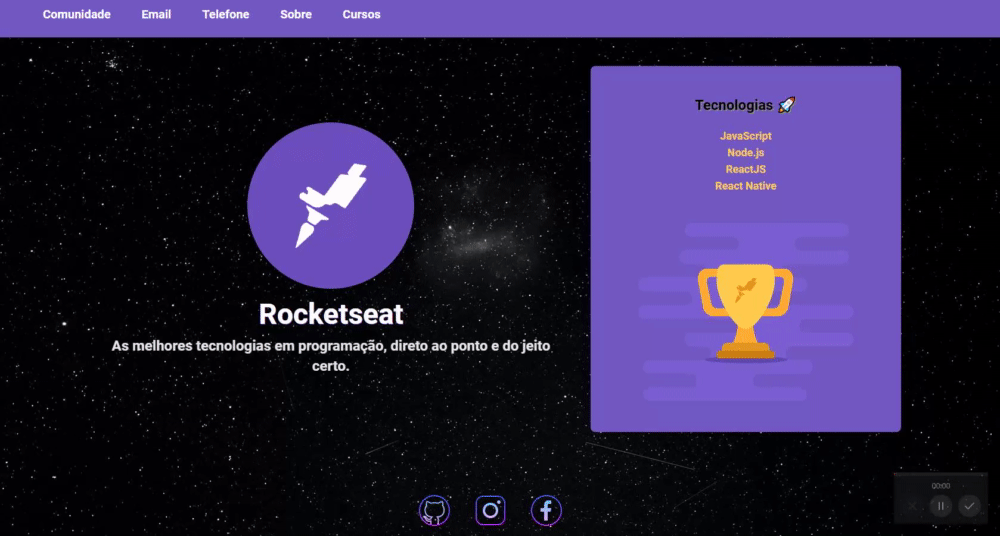 Comunidade Email Telefone Sobre Cursos
Rocketseat
As melhores tecnologias em programação, direto ao ponto e do jeito
certo.
Tecnologias 🚀
JavaScript
Node.js
ReactJS
React Native
00:00